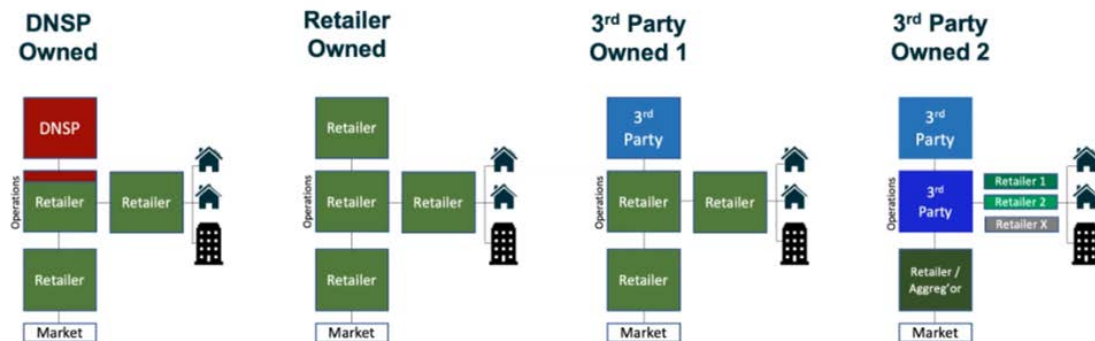 DNSP
Owned
DNSP
Operations
Retailer
Retailer
Retailer
Market
Retailer
Owned
Retailer
Operations
Retailer
Retailer
Retailer
Market
3rd Party
Owned 1
3rd
Party
Operations
Retailer
Retailer
Retailer
Market
3rd Party
Owned 2
3rd
Party
Operations
3rd
Party
Retailer 1
Retailer 2
Retailer X
Retailer /
Aggreg'or
Market